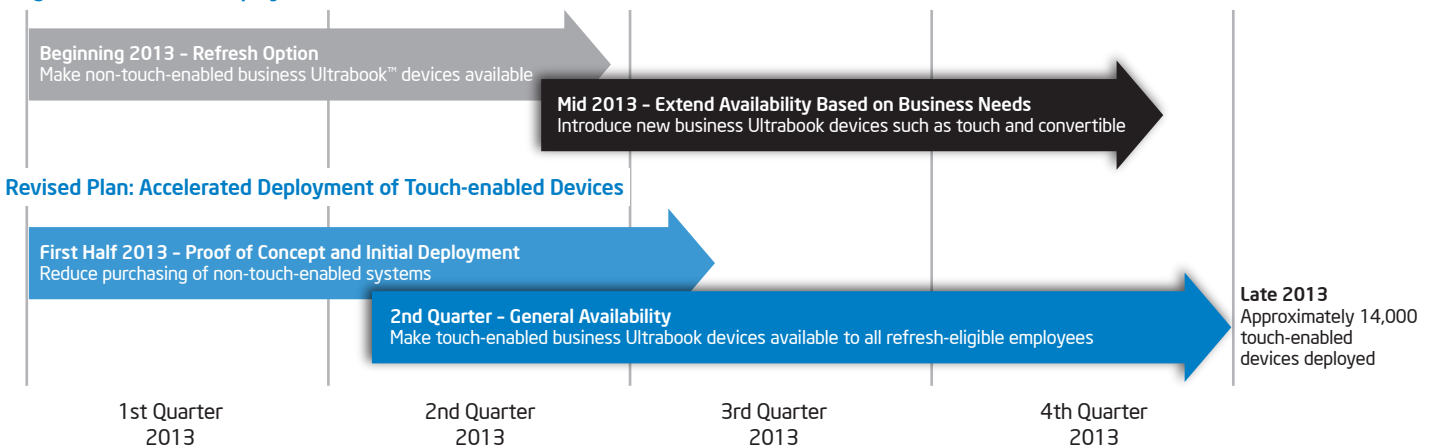 Beginning 2013 – Refresh Option
Make non-touch-enabled business Ultrabook™ devices available
Mid 2013 – Extend Availability Based on Business Needs
Introduce new business Ultrabook devices such as touch and convertible
Revised Plan: Accelerated Deployment of Touch-enabled Devices
First Half 2013 – Proof of Concept and Initial Deployment
Reduce purchasing of non-touch-enabled systems
2nd Quarter – General Availability
Make touch-enabled business Ultrabook devices available to all refresh-eligible employees
Late 2013
Approximately 14,000
touch-enabled
devices deployed
1st Quarter
2013
2nd Quarter
2013
3rd Quarter
2013
4th Quarter
2013